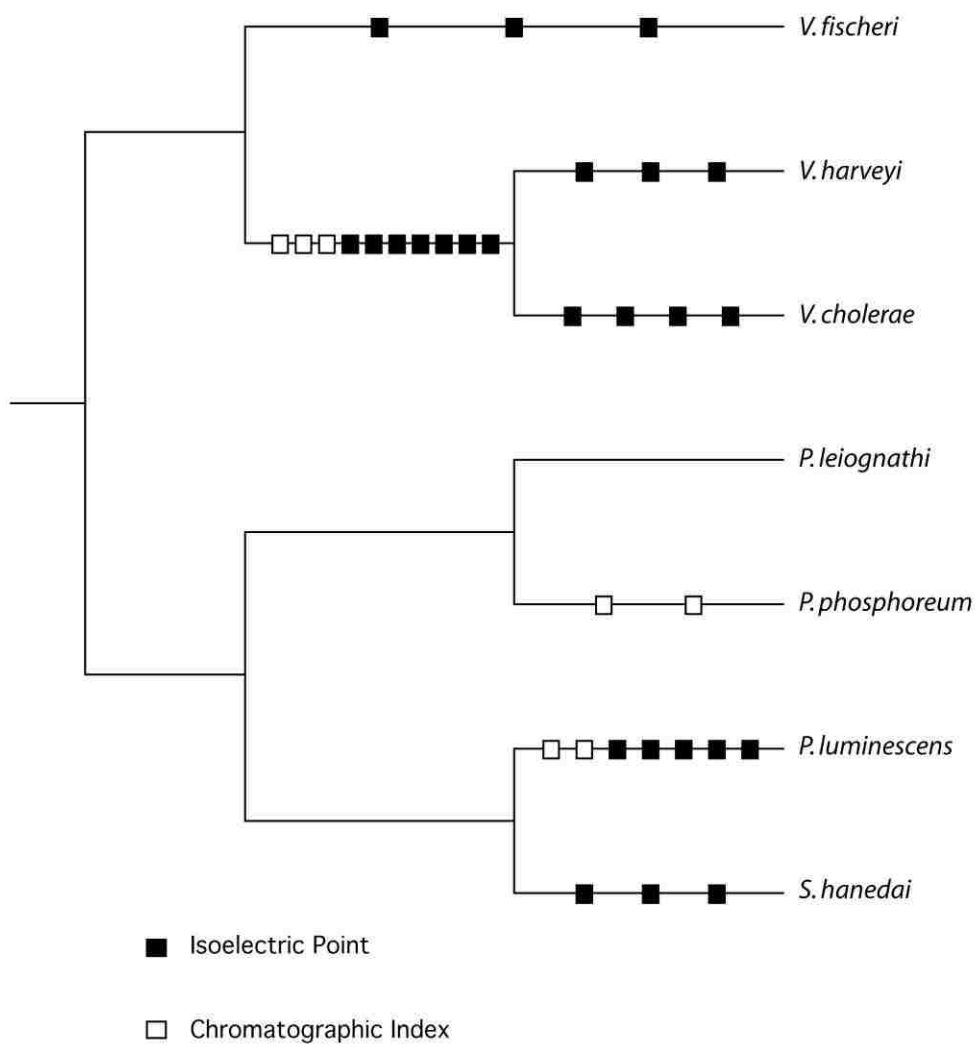 V. fischeri
V. harveyi
V. cholerae
P. leiognathi
P. phosphoreum
P. luminescens
S. hanedai
Isoelectric Point
Chromatographic Index